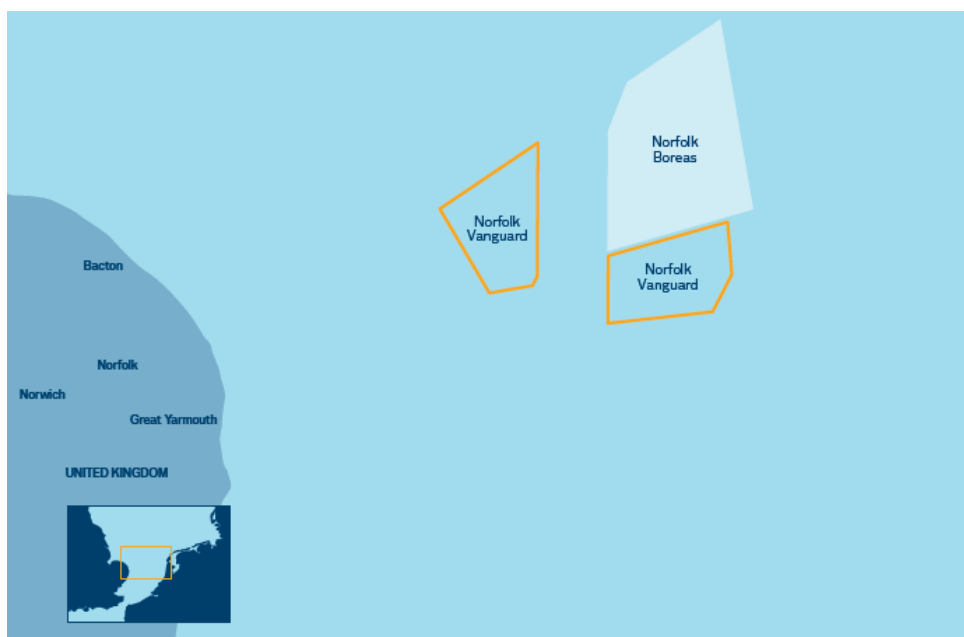 Norfolk
Boreas
Norfolk
Vanguard
Norfolk
Vanguard
Bacton
Norfolk
Norwich
Great Yarmouth
UNITED KINGDOM